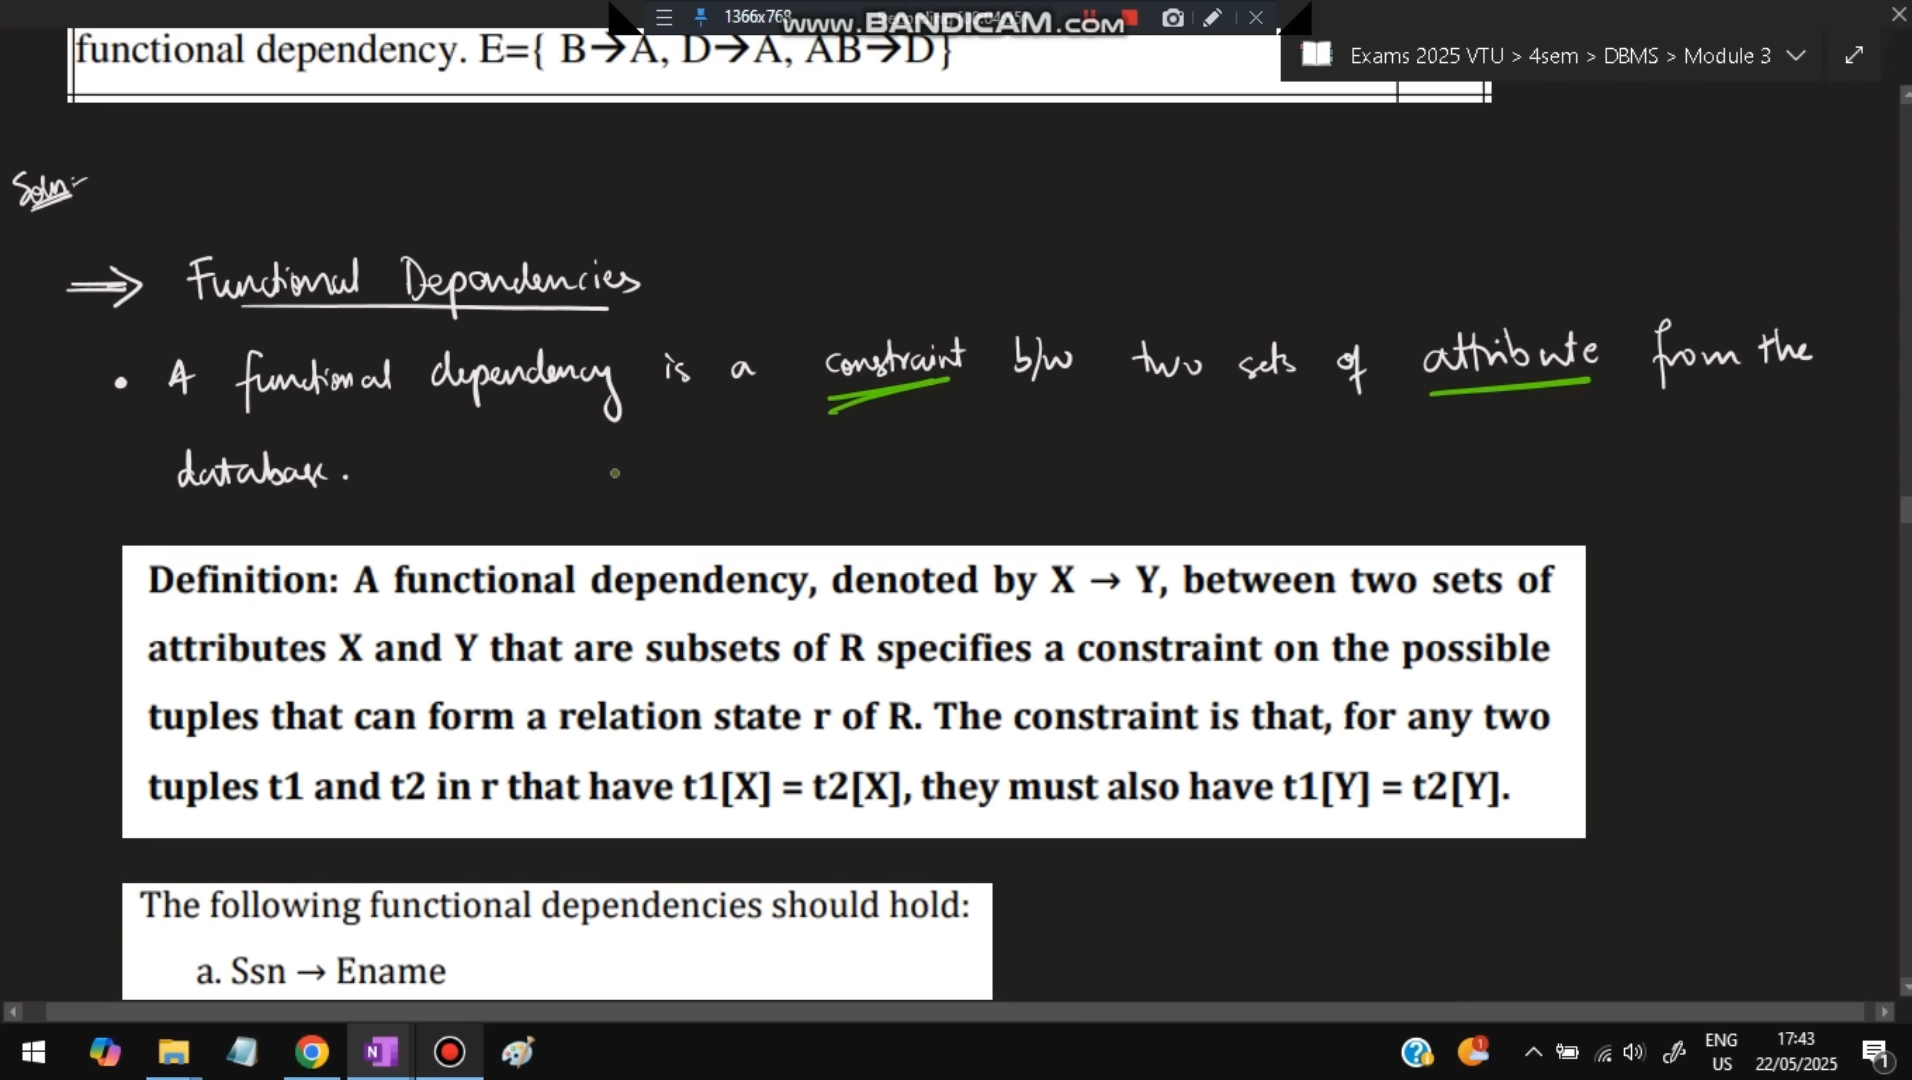 1366x768
www.BANDICAM.com
functional dependency. E={ B→A, D→A, AB→D}
Exams 2025 VTU > 4sem > DBMS > Module 3
Soln:-
⇒ Functional Dependencies
• A functional dependency is a constraint b/w two sets of attribute from the
database.
Definition: A functional dependency, denoted by X → Y, between two sets of
attributes X and Y that are subsets of R specifies a constraint on the possible
tuples that can form a relation state r of R. The constraint is that, for any two
tuples t1 and t2 in r that have t1[X] = t2[X], they must also have t1[Y] = t2[Y].
The following functional dependencies should hold:
a. Ssn → Ename
N
1
ENG
US
17:43
22/05/2025
1